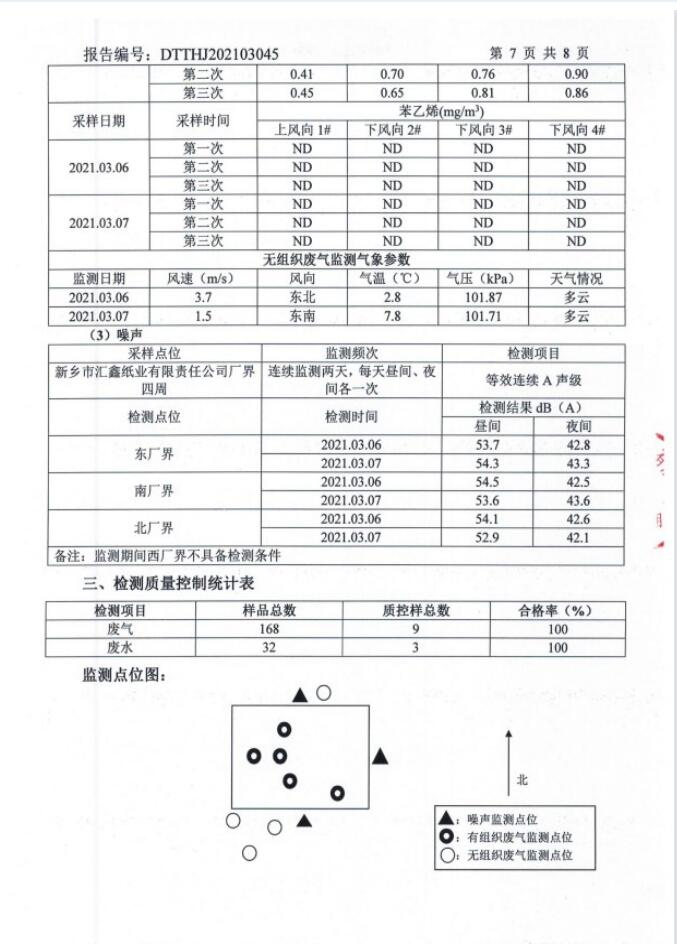 报告编号：DTTHJ202103045 第 7 页 共 8 页
第二次 0.41 0.70 0.76 0.90
第三次 0.45 0.65 0.81 0.86
采样日期 采样时间 苯乙烯(mg/m³)
上风向 1# 下风向 2# 下风向 3# 下风向 4#
2021.03.06 第一次 ND ND ND ND
第二次 ND ND ND ND
第三次 ND ND ND ND
2021.03.07 第一次 ND ND ND ND
第二次 ND ND ND ND
第三次 ND ND ND ND
无组织废气监测气象参数
监测日期 风速（m/s） 风向 气温（℃） 气压（kPa） 天气情况
2021.03.06 3.7 东北 2.8 101.87 多云
2021.03.07 1.5 东南 7.8 101.71 多云
（3）噪声
采样点位 监测频次 检测项目
新乡市汇鑫纸业有限责任公司厂界四周 连续监测两天，每天昼间、夜间各一次 等效连续 A 声级
检测点位 检测时间 检测结果 dB（A）
昼间 夜间
东厂界 2021.03.06 53.7 42.8
2021.03.07 54.3 43.3
南厂界 2021.03.06 54.5 42.5
2021.03.07 53.6 43.6
北厂界 2021.03.06 54.1 42.6
2021.03.07 52.9 42.1
备注：监测期间西厂界不具备检测条件
三、检测质量控制统计表
检测项目 样品总数 质控样总数 合格率（%）
废气 168 9 100
废水 32 3 100
监测点位图：
北
：噪声监测点位
：有组织废气监测点位
：无组织废气监测点位